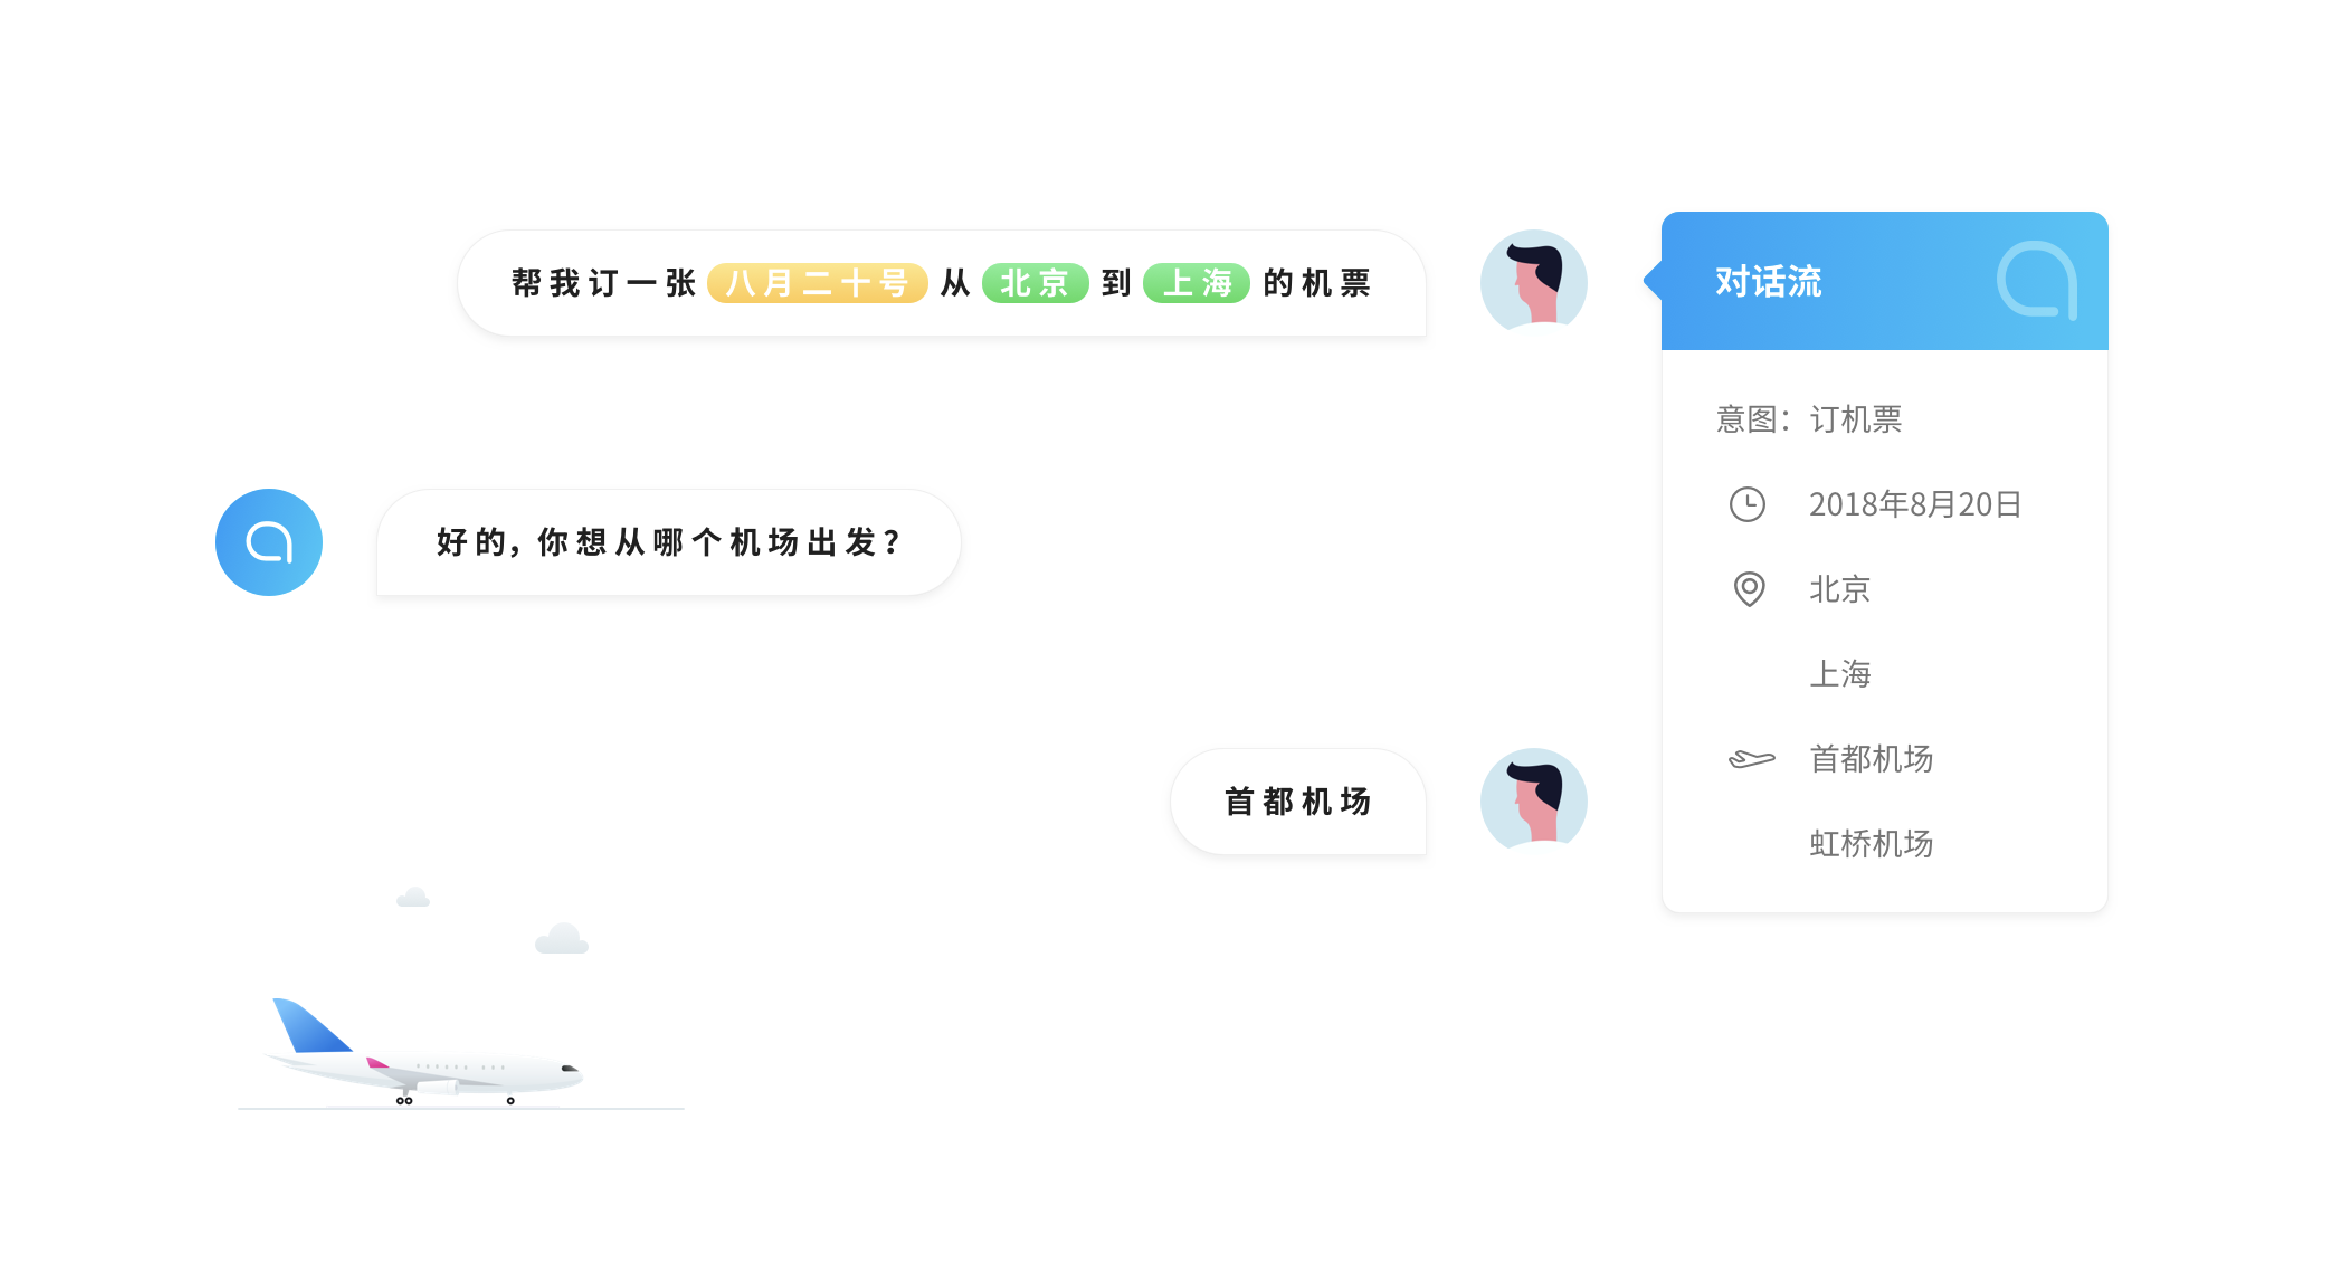 帮我订一张 八月二十号 从 北京 到 上海 的机票
好的，你想从哪个机场出发？
首都机场
对话流
意图：订机票
2018年8月20日
北京
上海
首都机场
虹桥机场